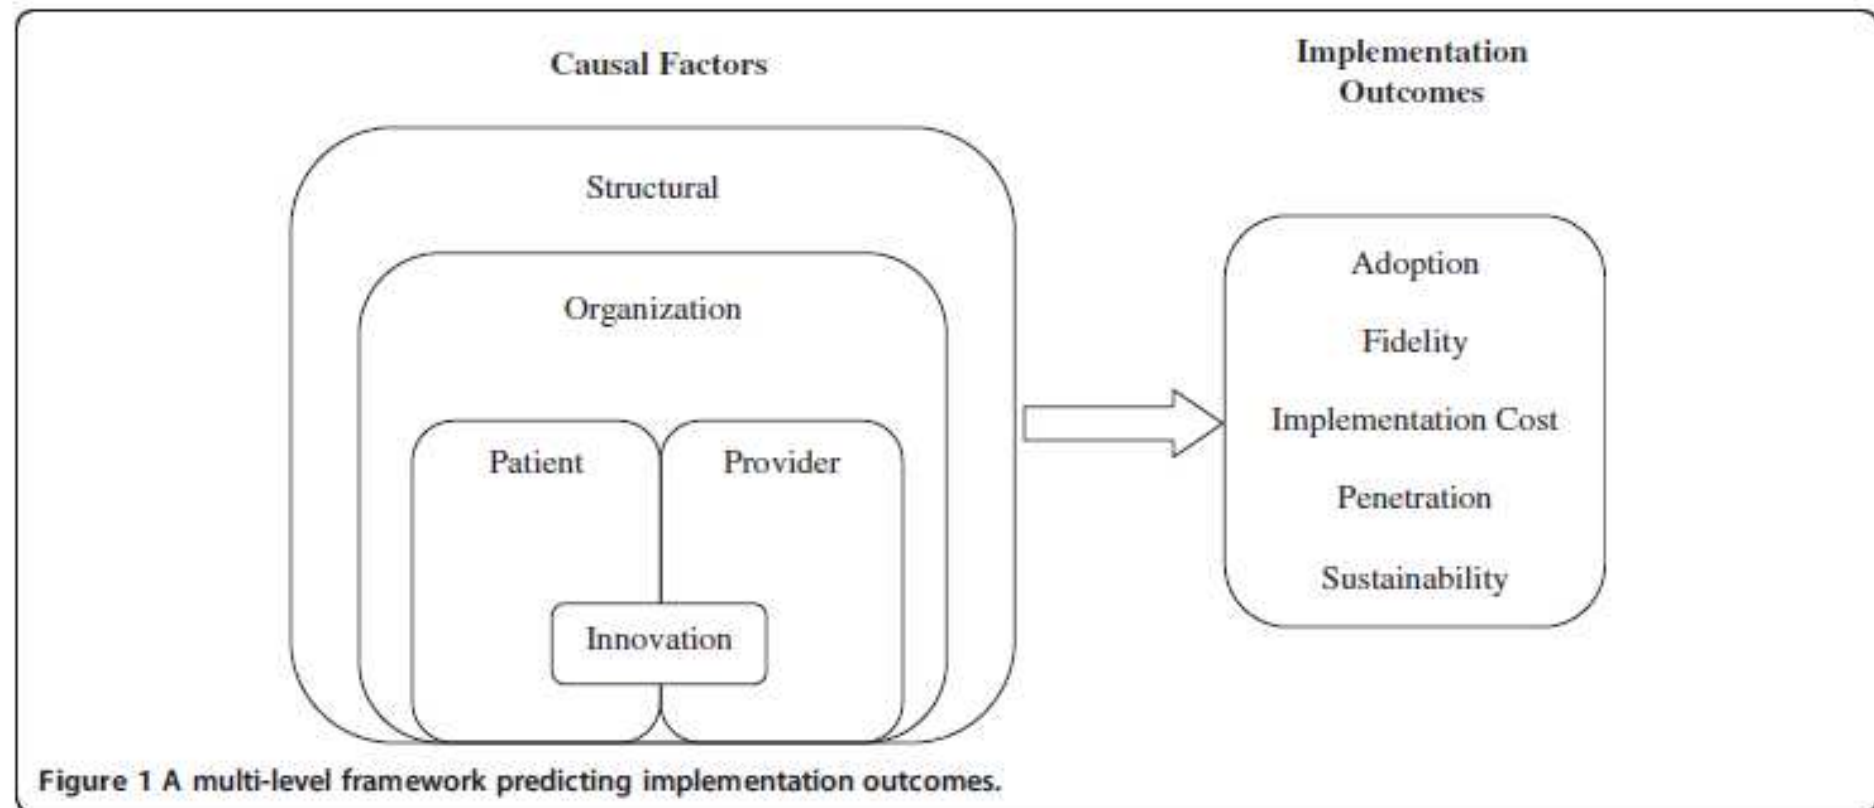 Causal Factors
Implementation
Outcomes
Structural
Organization
Patient
Provider
Innovation
Adoption
Fidelity
Implementation Cost
Penetration
Sustainability
Figure 1 A multi-level framework predicting implementation outcomes.